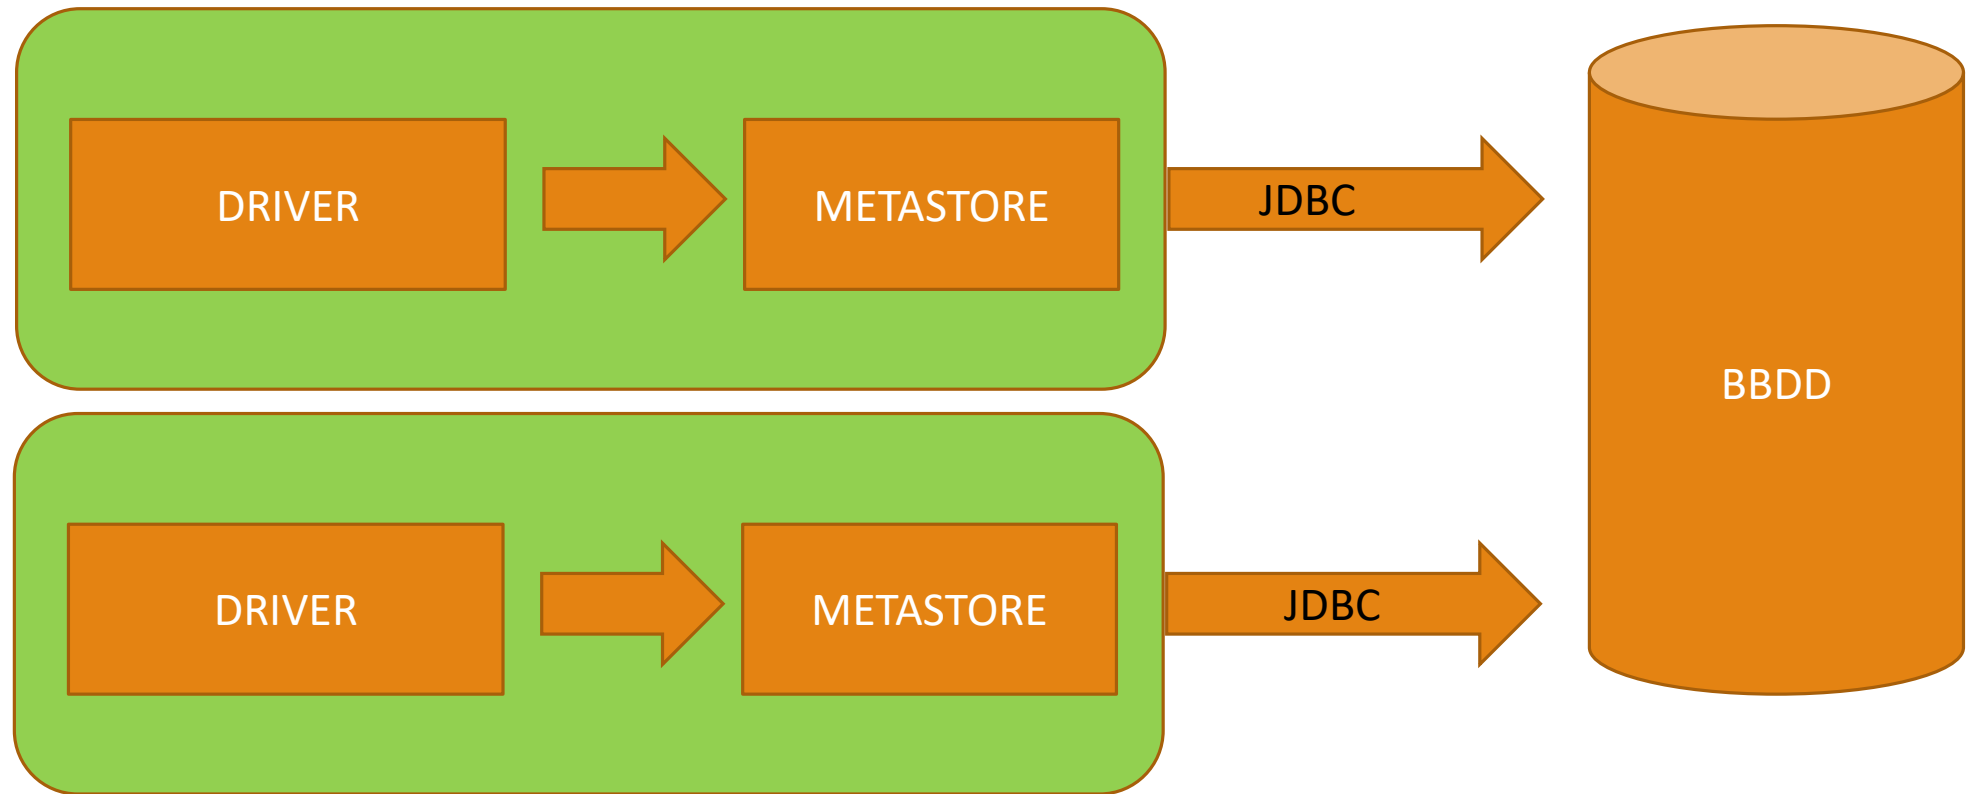 DRIVER
METASTORE
JDBC
BBDD
DRIVER
METASTORE
JDBC